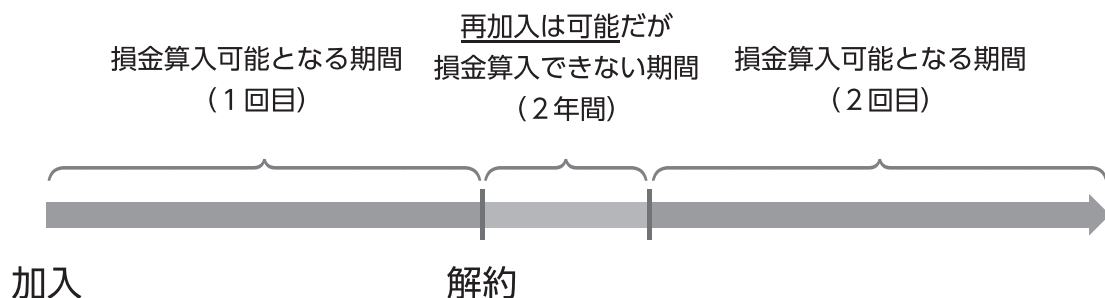 損金算入可能となる期間
（１回目）
再加入は可能だが
損金算入できない期間
（２年間）
損金算入可能となる期間
（２回目）
加入
解約